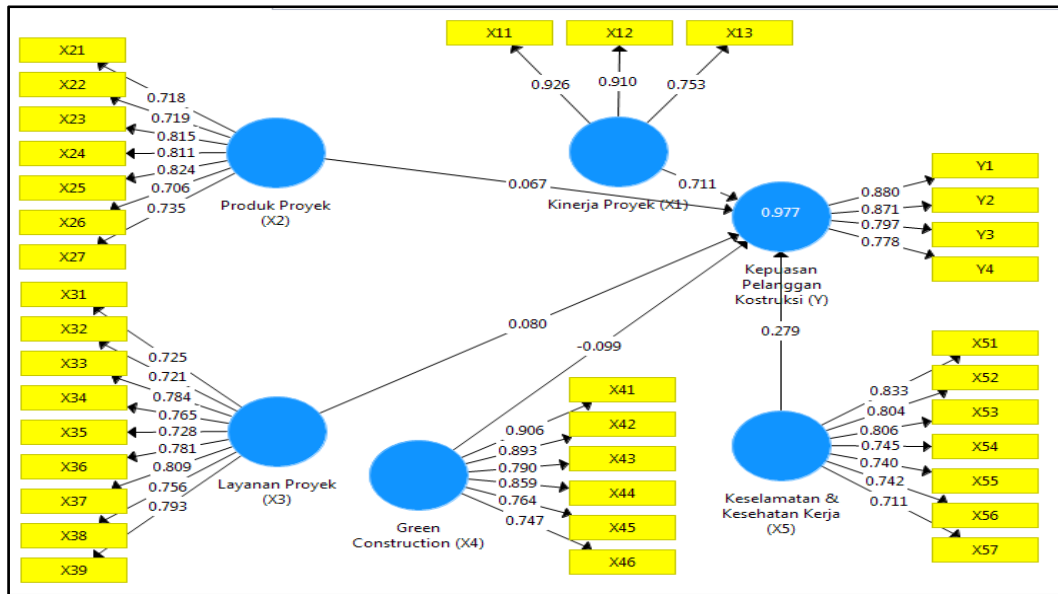 X21
X22
X23
X24
X25
X26
X27
0.718
0.719
0.815
0.811
0.824
0.706
0.735
Produk Proyek
(X2)
X11
X12
X13
0.926
0.910
0.753
Kinerja Proyek (X1)
0.711
0.067
0.977
Kepuasan
Pelanggan
Kostruksi (Y)
0.880
0.871
0.797
0.778
Y1
Y2
Y3
Y4
X31
X32
X33
X34
X35
X36
X37
X38
X39
0.725
0.721
0.784
0.765
0.728
0.781
0.809
0.756
0.793
Layanan Proyek
(X3)
0.080
-0.099
0.279
X41
X42
X43
X44
X45
X46
0.906
0.893
0.790
0.859
0.764
0.747
Green
Construction (X4)
X51
X52
X53
X54
X55
X56
X57
0.833
0.804
0.806
0.745
0.740
0.742
0.711
Keselamatan &
Kesehatan Kerja
(X5)